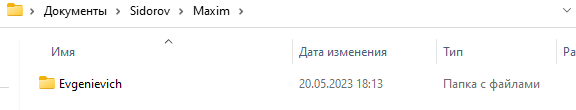 Документы > Sidorov > Maxim >
Имя Дата изменения Тип Ра
Evgenievich 20.05.2023 18:13 Папка с файлами